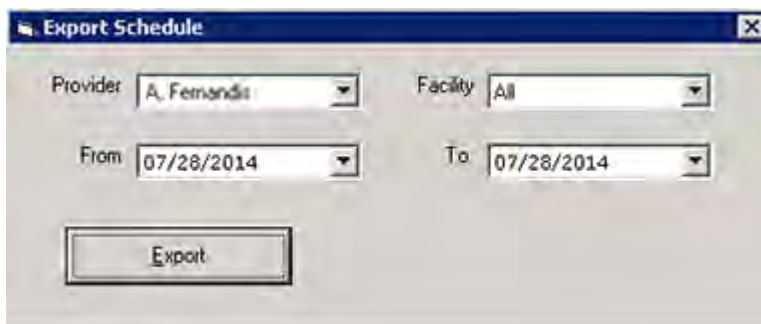 Export Schedule
Provider A, Fernandis Facility All
From 07/28/2014 To 07/28/2014
Export